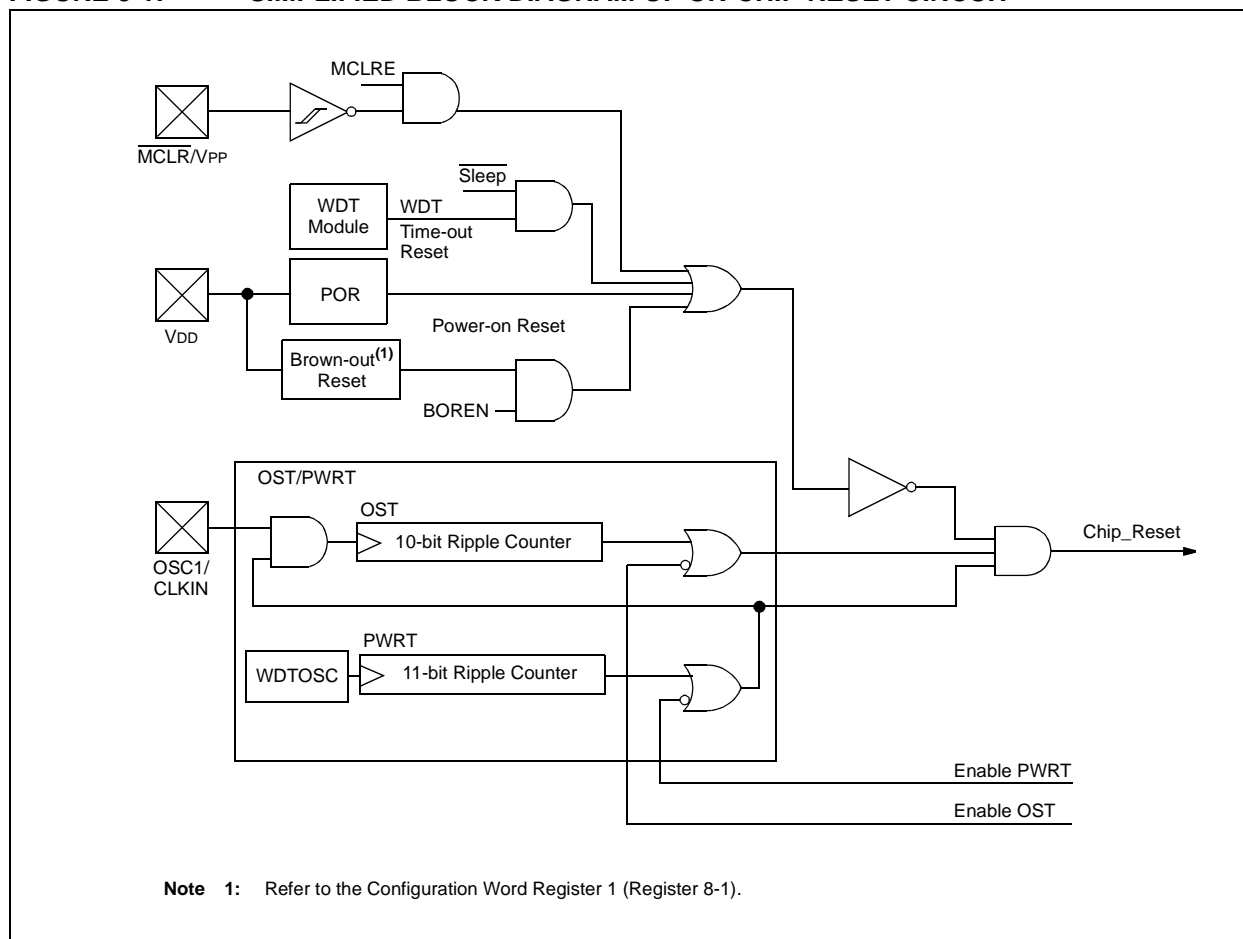 MCLRE
MCLR/VPP
Sleep
WDT
Module
WDT
Time-out
Reset
POR
VDD
Power-on Reset
Brown-out(1)
Reset
BOREN
OST/PWRT
OST
10-bit Ripple Counter
OSC1/
CLKIN
Chip_Reset
PWRT
WDTOSC
11-bit Ripple Counter
Enable PWRT
Enable OST
Note 1: Refer to the Configuration Word Register 1 (Register 8-1).